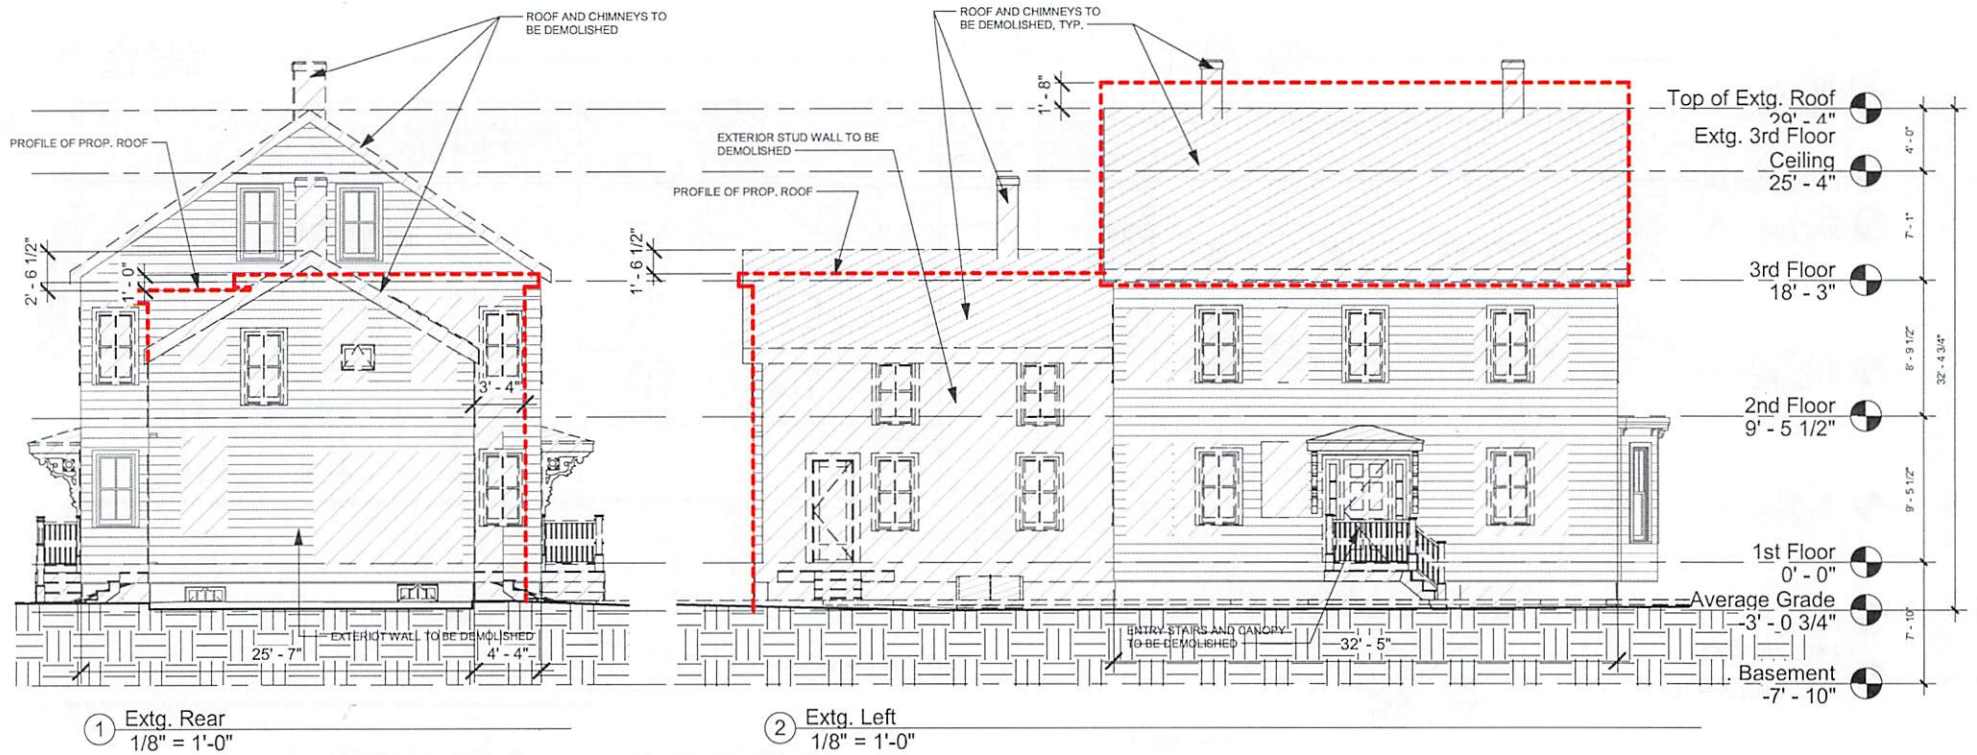 ROOF AND CHIMNEYS TO
BE DEMOLISHED
PROFILE OF PROP. ROOF
2' - 6 1/2"
1' - 0"
3' - 4"
EXTERIOT WALL TO BE DEMOLISHED
25' - 7"
4' - 4"
1
Extg. Rear
1/8" = 1'-0"
ROOF AND CHIMNEYS TO
BE DEMOLISHED, TYP.
1' - 8"
EXTERIOR STUD WALL TO BE
DEMOLISHED
PROFILE OF PROP. ROOF
1' - 6 1/2"
ENTRY STAIRS AND CANOPY
TO BE DEMOLISHED
32' - 5"
2
Extg. Left
1/8" = 1'-0"
Top of Extg. Roof
29' - 4"
Extg. 3rd Floor
Ceiling
25' - 4"
3rd Floor
18' - 3"
2nd Floor
9' - 5 1/2"
1st Floor
0' - 0"
Average Grade
-3' - 0 3/4"
Basement
-7' - 10"
4' - 0"
7' - 1"
8' - 9 1/2"
9' - 5 1/2"
7' - 10"
32' - 4 3/4"